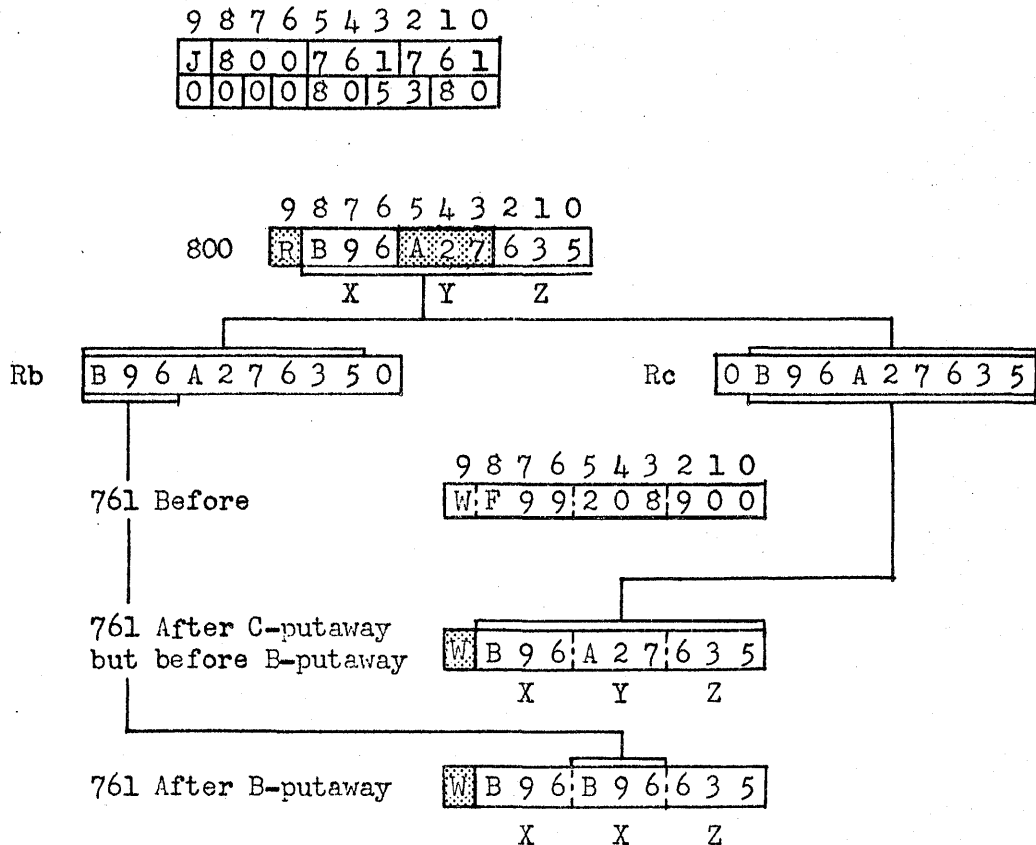 9 8 7 6 5 4 3 2 1 0
J 8 0 0 7 6 1 7 6 1
0 0 0 0 8 0 5 3 8 0
9 8 7 6 5 4 3 2 1 0
800 R B 9 6 A 2 7 6 3 5
X Y Z
Rb B 9 6 A 2 7 6 3 5 0 Rc 0 B 9 6 A 2 7 6 3 5
9 8 7 6 5 4 3 2 1 0
761 Before W F 9 9 2 0 8 9 0 0
761 After C-putaway
but before B-putaway W B 9 6 A 2 7 6 3 5
X Y Z
761 After B-putaway W B 9 6 B 9 6 6 3 5
X X Z